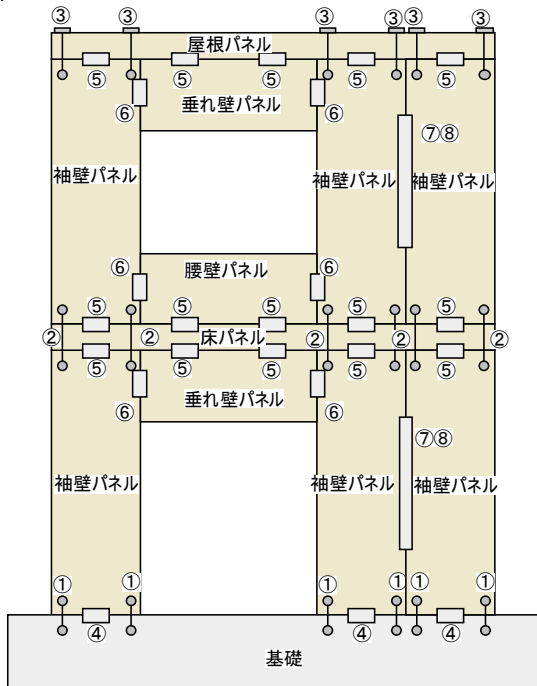 ③ ③ ③ ③ ③ ③
屋根パネル
⑤ ⑤ ⑤ ⑤ ⑤
⑥ 垂れ壁パネル ⑥
⑦⑧
袖壁パネル 袖壁パネル 袖壁パネル
⑥ 腰壁パネル ⑥
⑤ ⑤ ⑤ ⑤ ⑤
② ② 床パネル ② ② ②
⑤ ⑤ ⑤ ⑤ ⑤
⑥ 垂れ壁パネル ⑥
⑦⑧
袖壁パネル 袖壁パネル 袖壁パネル
① ① ① ① ① ①
④ ④ ④
基礎